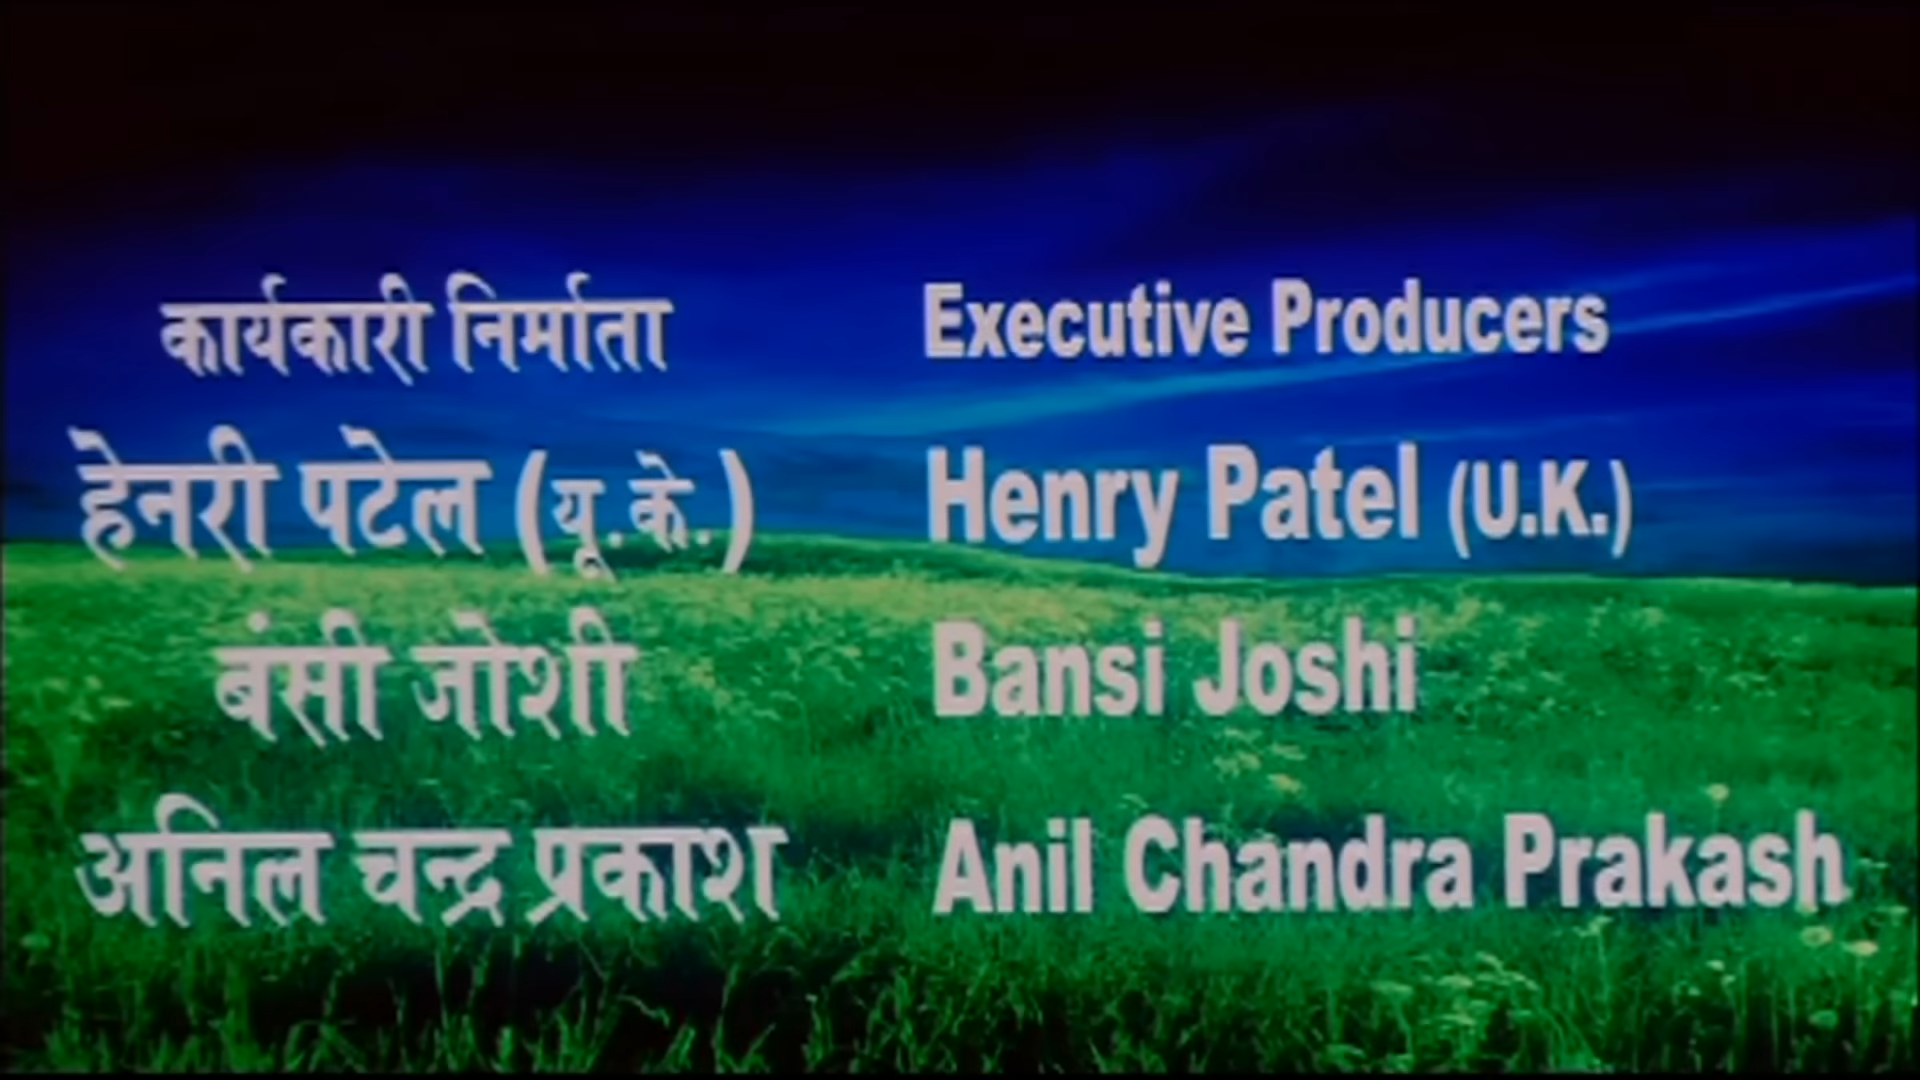 कार्यकारी निर्माता Executive Producers
हेनरी पटेल (यू.के.) Henry Patel (U.K.)
बंसी जोशी Bansi Joshi
अनिल चन्द्र प्रकाश Anil Chandra Prakash